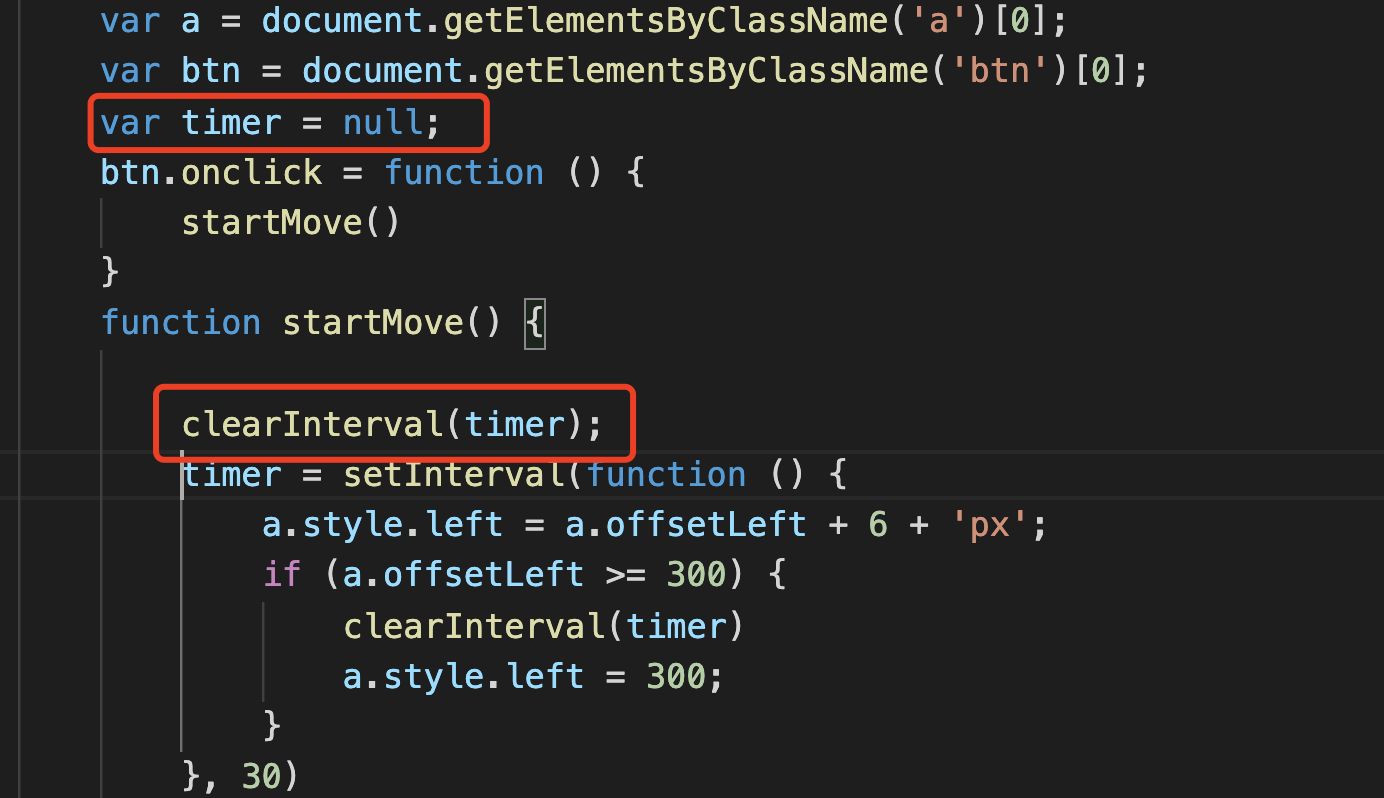 var a = document.getElementsByClassName('a')[0];
var btn = document.getElementsByClassName('btn')[0];
var timer = null;
btn.onclick = function () {
startMove()
}
function startMove() {
clearInterval(timer);
timer = setInterval(function () {
a.style.left = a.offsetLeft + 6 + 'px';
if (a.offsetLeft >= 300) {
clearInterval(timer)
a.style.left = 300;
}
}, 30)